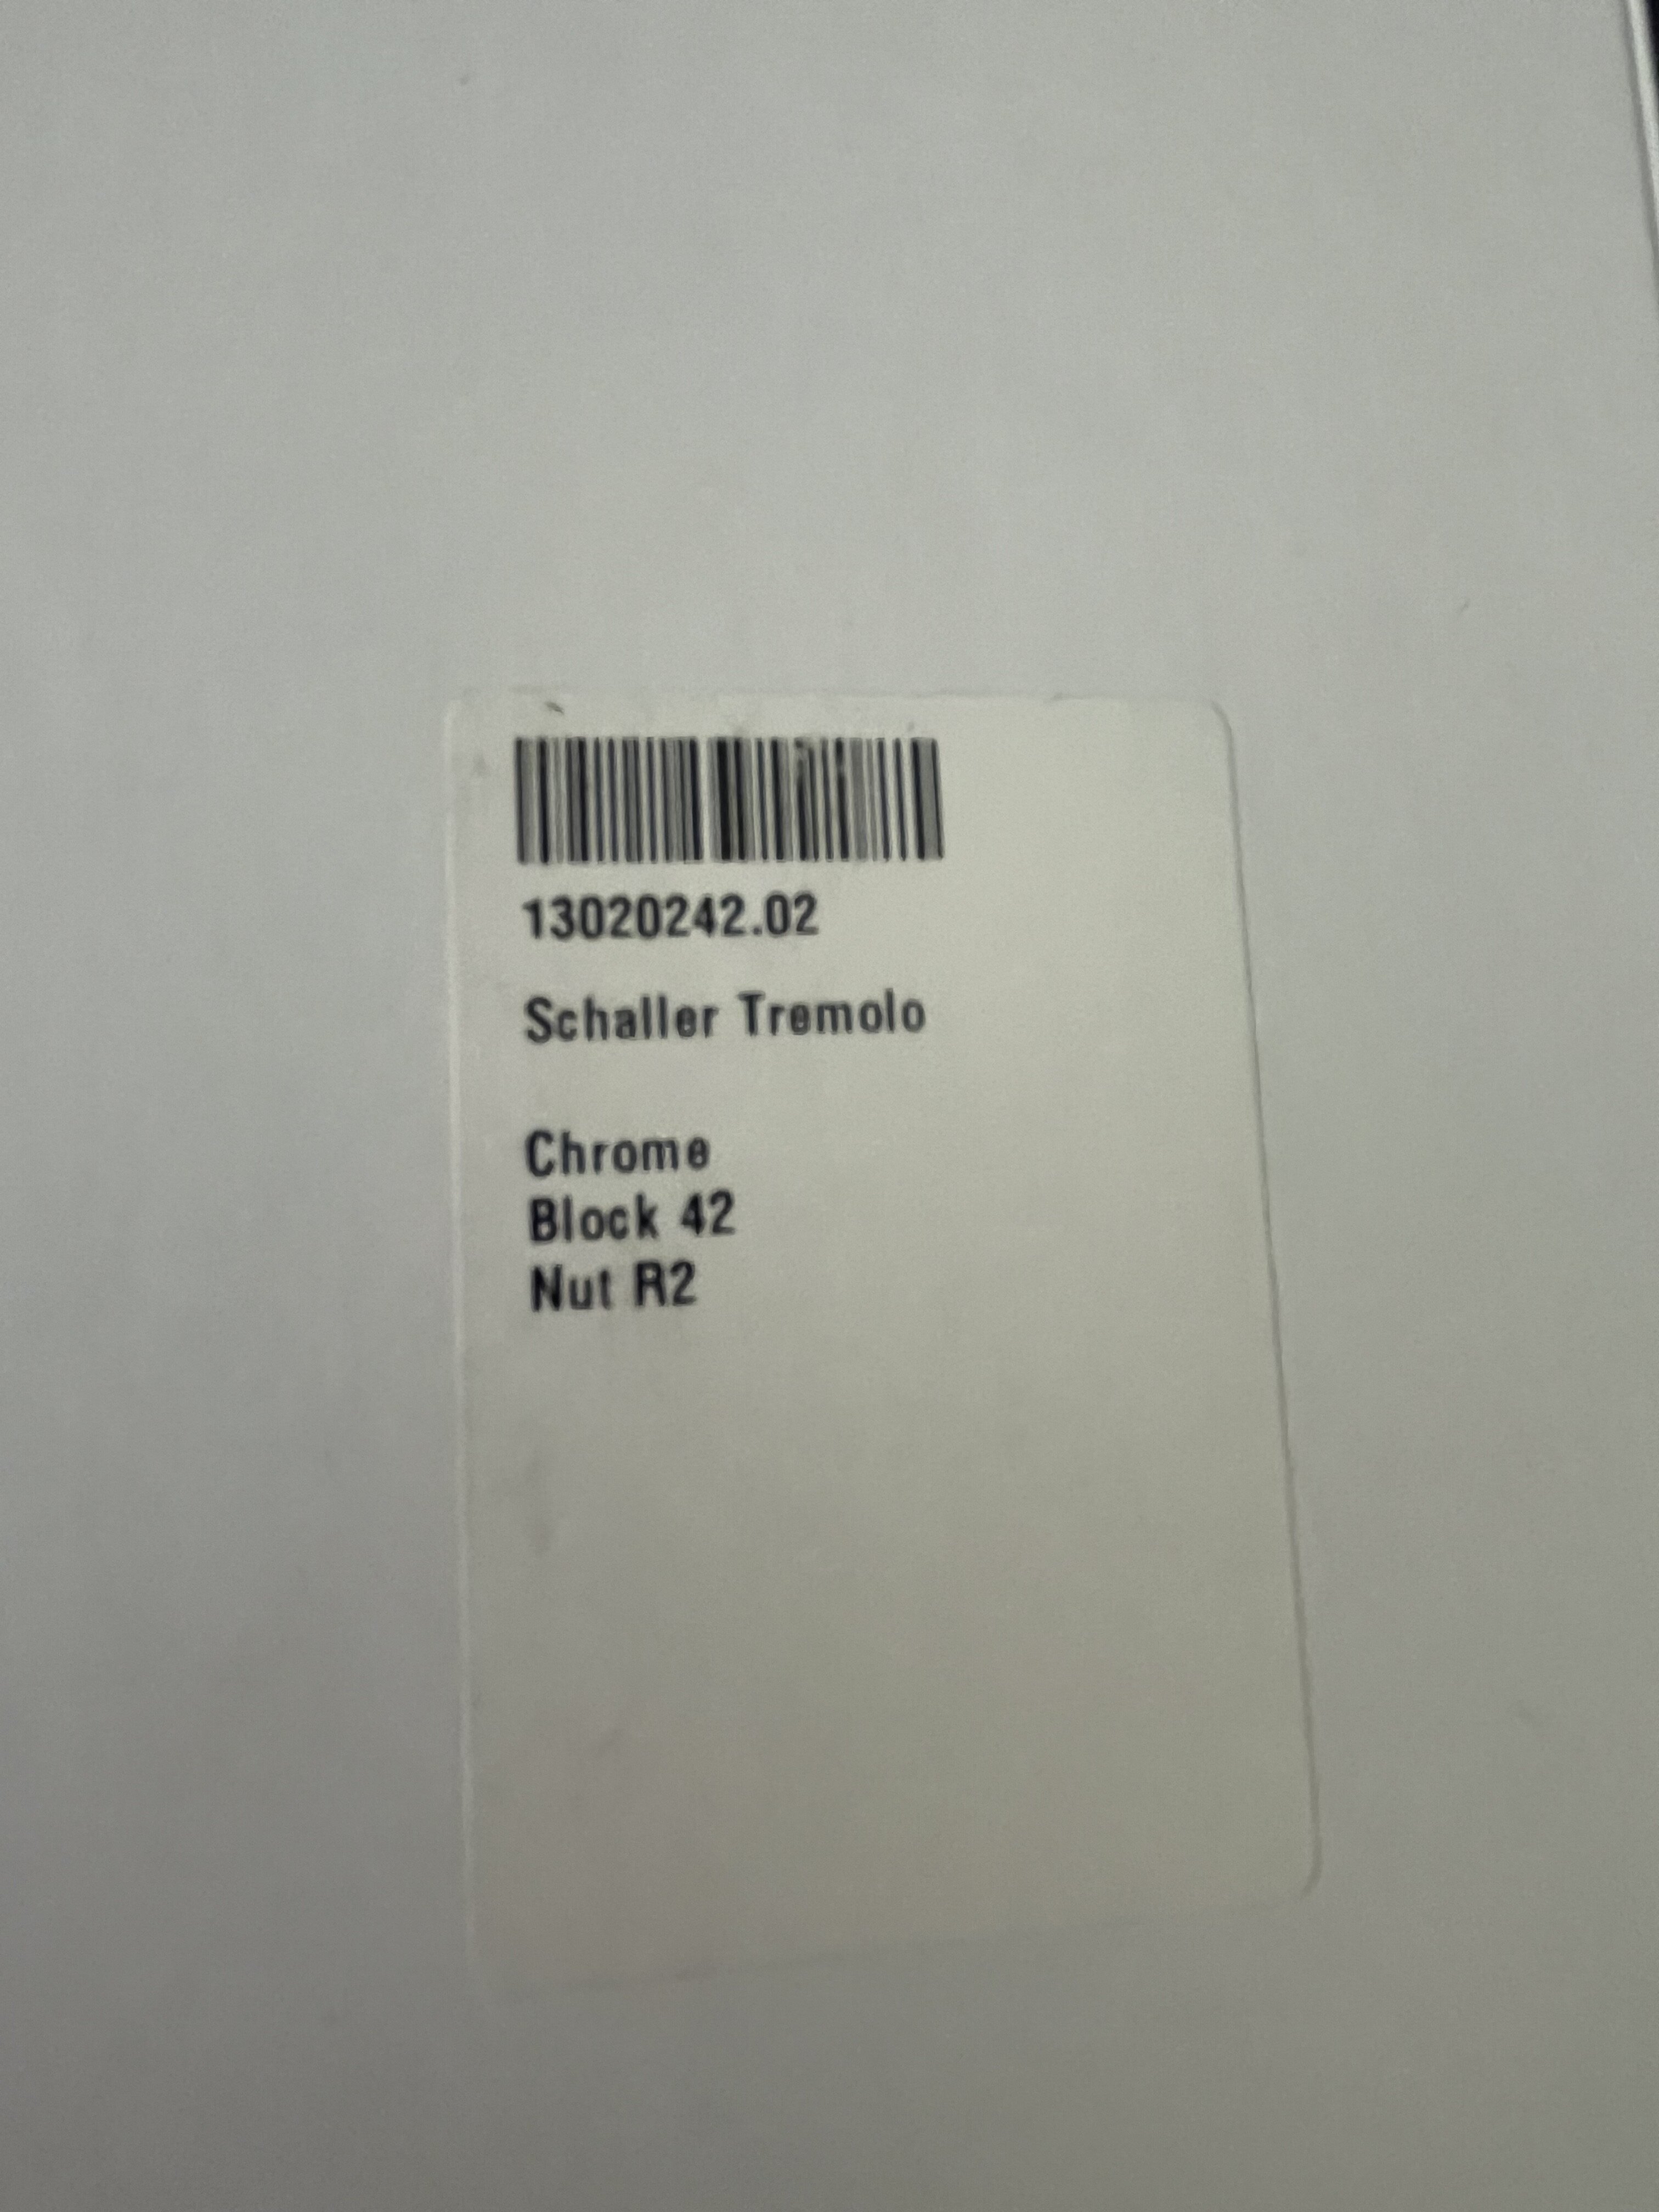 13020242.02
Schaller Tremolo
Chrome
Block 42
Nut R2